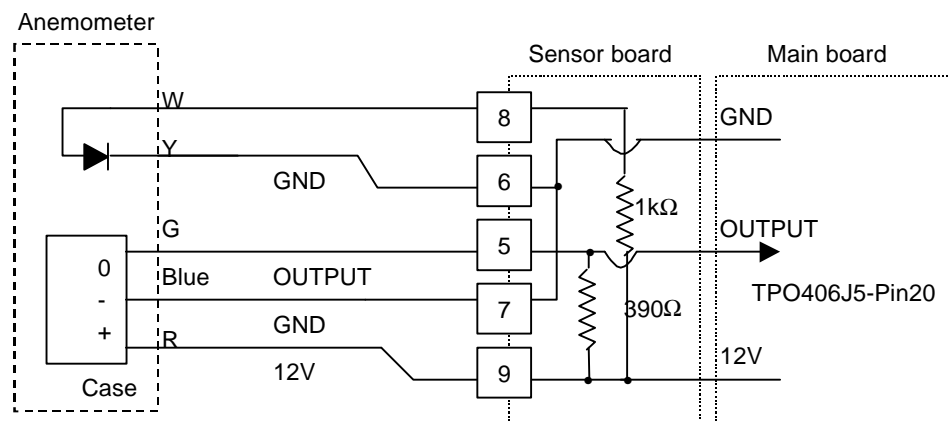 Anemometer
Sensor board
Main board
W
8
GND
Y
GND
6
1kΩ
G
5
OUTPUT
0
Blue
OUTPUT
7
390Ω
TPO406J5-Pin20
-
+
R
GND
12V
9
12V
Case